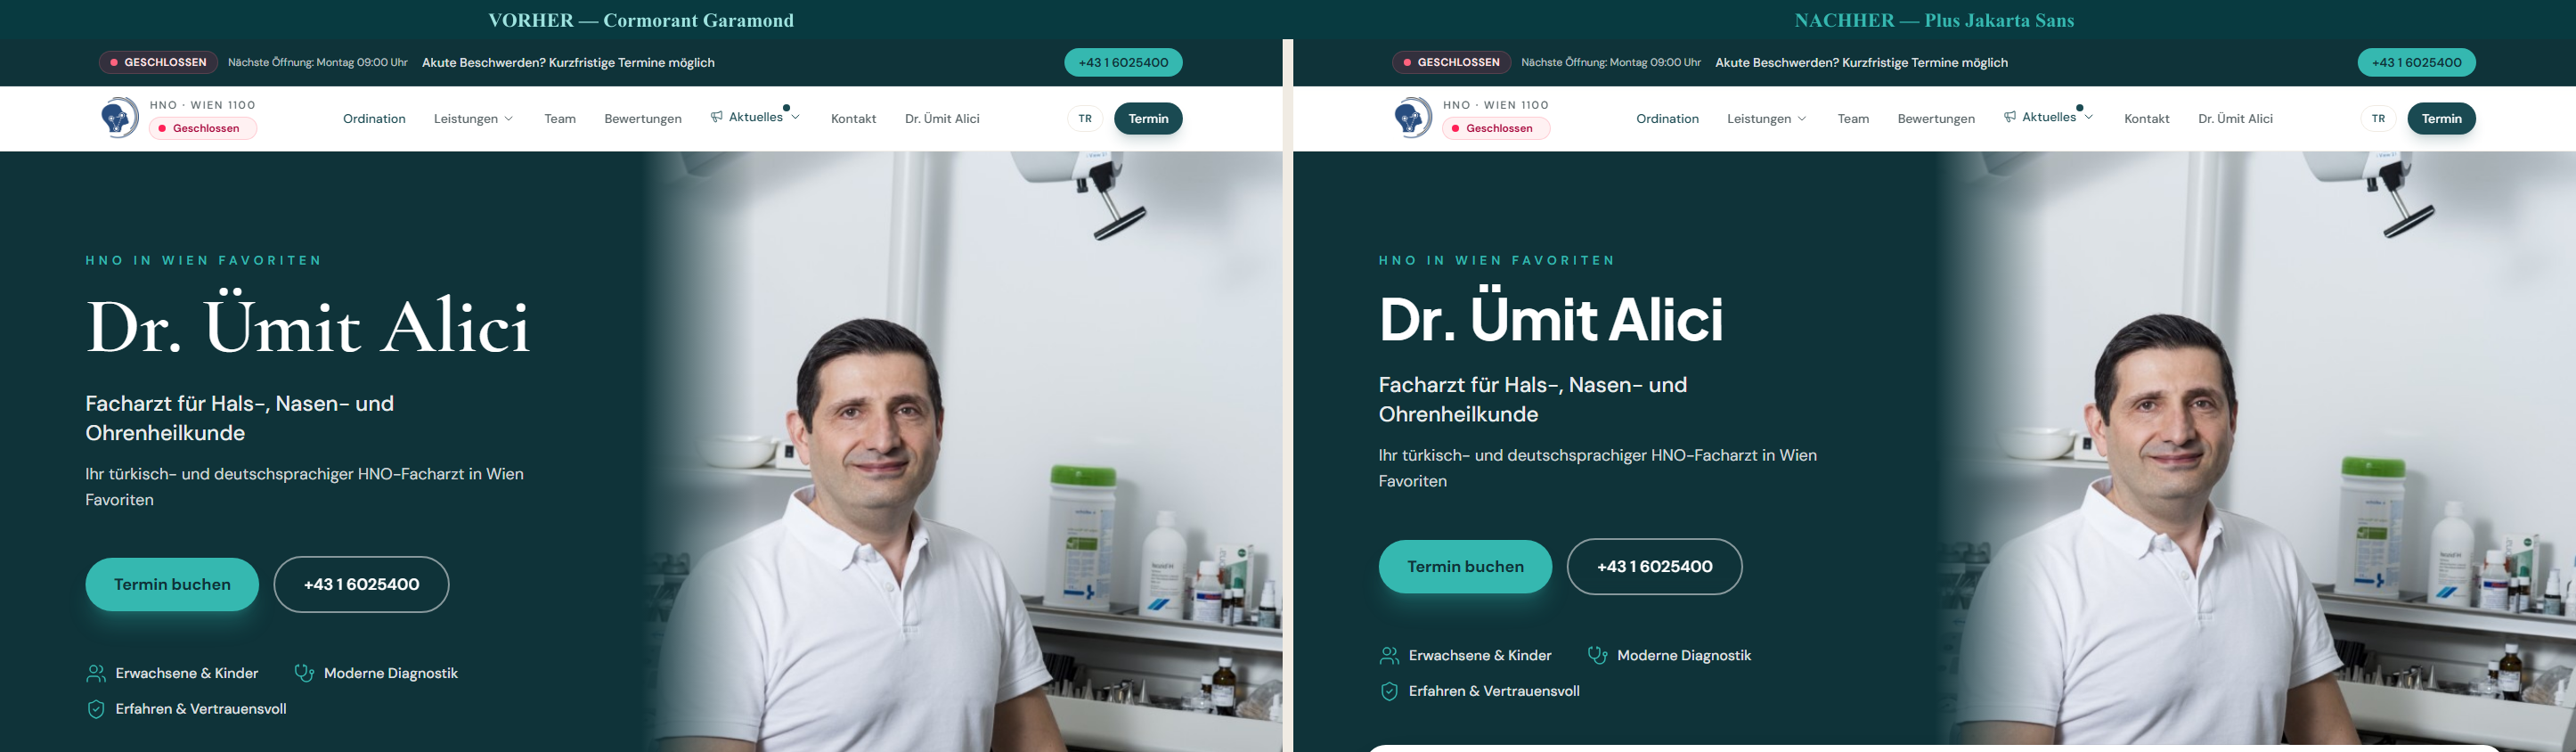 VORHER — Cormorant Garamond
GESCHLOSSEN Nächste Öffnung: Montag 09:00 Uhr Akute Beschwerden? Kurzfristige Termine möglich +43 1 6025400
HNO · WIEN 1100
Geschlossen
Ordination Leistungen Team Bewertungen Aktuelles Kontakt Dr. Ümit Alici TR Termin
HNO IN WIEN FAVORITEN
Dr. Ümit Alici
Facharzt für Hals-, Nasen- und
Ohrenheilkunde
Ihr türkisch- und deutschsprachiger HNO-Facharzt in Wien
Favoriten
Termin buchen +43 1 6025400
Erwachsene & Kinder Moderne Diagnostik
Erfahren & Vertrauensvoll
NACHHER — Plus Jakarta Sans
GESCHLOSSEN Nächste Öffnung: Montag 09:00 Uhr Akute Beschwerden? Kurzfristige Termine möglich +43 1 6025400
HNO · WIEN 1100
Geschlossen
Ordination Leistungen Team Bewertungen Aktuelles Kontakt Dr. Ümit Alici TR Termin
HNO IN WIEN FAVORITEN
Dr. Ümit Alici
Facharzt für Hals-, Nasen- und
Ohrenheilkunde
Ihr türkisch- und deutschsprachiger HNO-Facharzt in Wien
Favoriten
Termin buchen +43 1 6025400
Erwachsene & Kinder Moderne Diagnostik
Erfahren & Vertrauensvoll